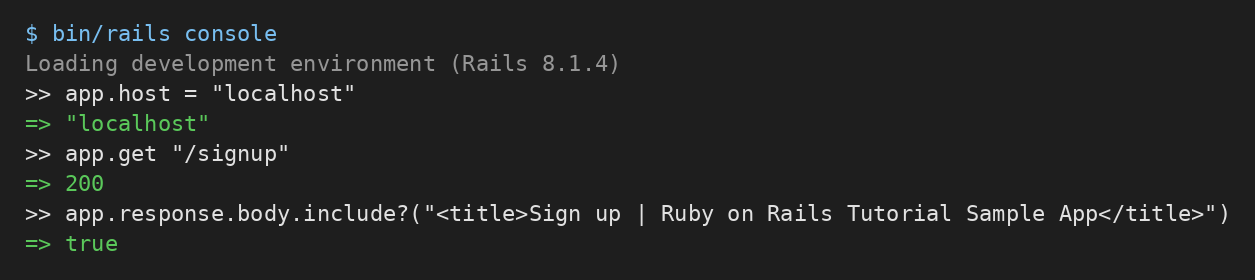 $ bin/rails console
Loading development environment (Rails 8.1.4)
>> app.host = "localhost"
=> "localhost"
>> app.get "/signup"
=> 200
>> app.response.body.include?("<title>Sign up | Ruby on Rails Tutorial Sample App</title>")
=> true